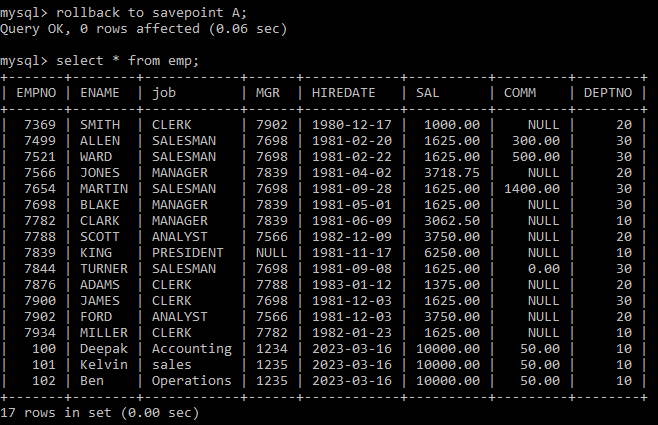 mysql> rollback to savepoint A;
Query OK, 0 rows affected (0.06 sec)
mysql> select * from emp;
+-------+--------+------------+------+------------+----------+---------+--------+
| EMPNO | ENAME  | job        | MGR  | HIREDATE   | SAL      | COMM    | DEPTNO |
+-------+--------+------------+------+------------+----------+---------+--------+
|  7369 | SMITH  | CLERK      | 7902 | 1980-12-17 |  1000.00 |    NULL |     20 |
|  7499 | ALLEN  | SALESMAN   | 7698 | 1981-02-20 |  1625.00 |  300.00 |     30 |
|  7521 | WARD   | SALESMAN   | 7698 | 1981-02-22 |  1625.00 |  500.00 |     30 |
|  7566 | JONES  | MANAGER    | 7839 | 1981-04-02 |  3718.75 |    NULL |     20 |
|  7654 | MARTIN | SALESMAN   | 7698 | 1981-09-28 |  1625.00 | 1400.00 |     30 |
|  7698 | BLAKE  | MANAGER    | 7839 | 1981-05-01 |  1625.00 |    NULL |     30 |
|  7782 | CLARK  | MANAGER    | 7839 | 1981-06-09 |  3062.50 |    NULL |     10 |
|  7788 | SCOTT  | ANALYST    | 7566 | 1982-12-09 |  3750.00 |    NULL |     20 |
|  7839 | KING   | PRESIDENT  | NULL | 1981-11-17 |  6250.00 |    NULL |     10 |
|  7844 | TURNER | SALESMAN   | 7698 | 1981-09-08 |  1625.00 |    0.00 |     30 |
|  7876 | ADAMS  | CLERK      | 7788 | 1983-01-12 |  1375.00 |    NULL |     20 |
|  7900 | JAMES  | CLERK      | 7698 | 1981-12-03 |  1625.00 |    NULL |     30 |
|  7902 | FORD   | ANALYST    | 7566 | 1981-12-03 |  3750.00 |    NULL |     20 |
|  7934 | MILLER | CLERK      | 7782 | 1982-01-23 |  1625.00 |    NULL |     10 |
|   100 | Deepak | Accounting | 1234 | 2023-03-16 | 10000.00 |   50.00 |     10 |
|   101 | Kelvin | sales      | 1235 | 2023-03-16 | 10000.00 |   50.00 |     10 |
|   102 | Ben    | Operations | 1235 | 2023-03-16 | 10000.00 |   50.00 |     10 |
+-------+--------+------------+------+------------+----------+---------+--------+
17 rows in set (0.00 sec)